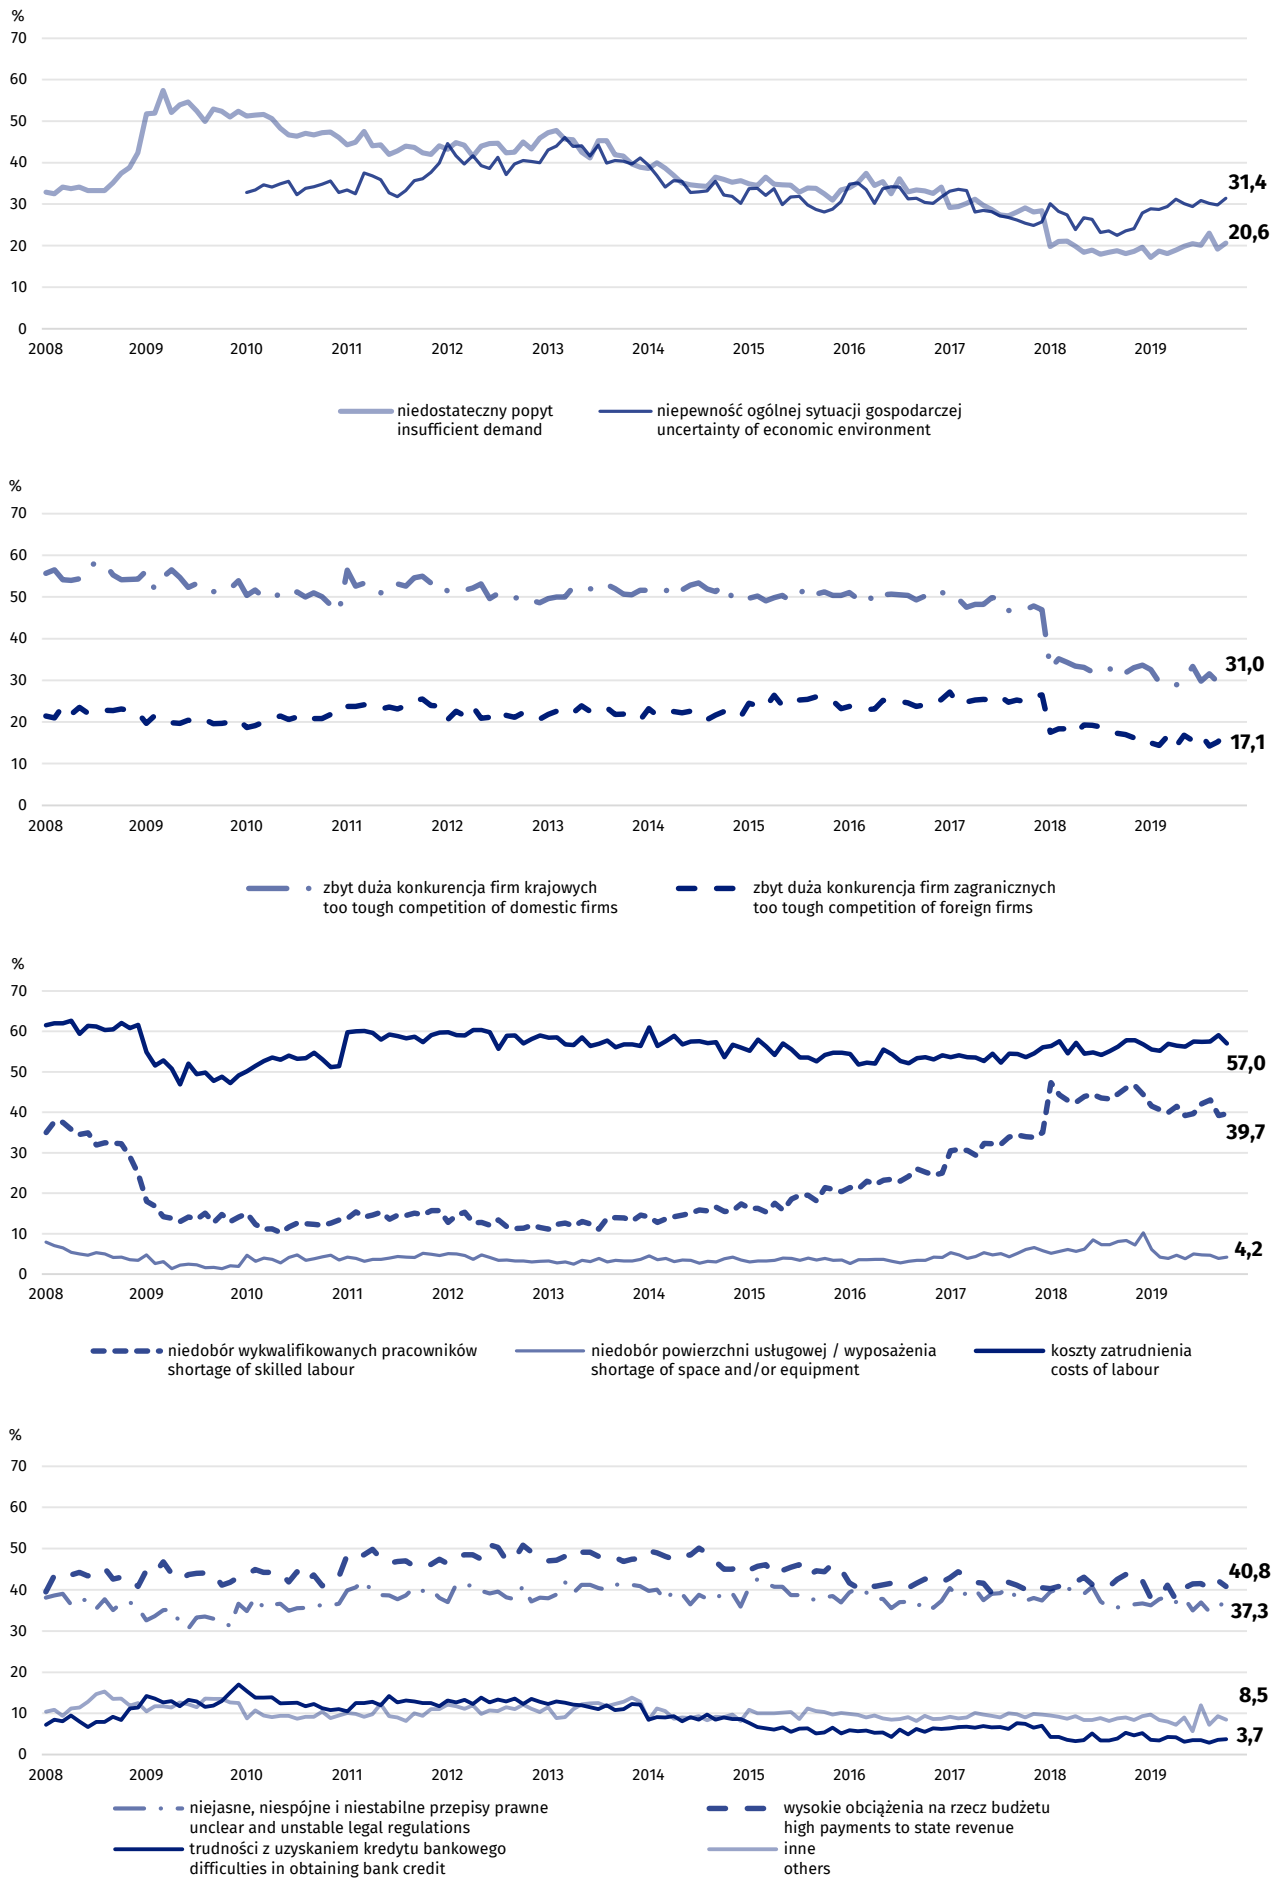 %
70
60
50
40
30
20
10
0
31,4
20,6
2008 2009 2010 2011 2012 2013 2014 2015 2016 2017 2018 2019
niedostateczny popyt
insufficient demand
niepewność ogólnej sytuacji gospodarczej
uncertainty of economic environment
%
70
60
50
40
30
20
10
0
31,0
17,1
2008 2009 2010 2011 2012 2013 2014 2015 2016 2017 2018 2019
zbyt duża konkurencja firm krajowych
too tough competition of domestic firms
zbyt duża konkurencja firm zagranicznych
too tough competition of foreign firms
%
70
60
50
40
30
20
10
0
57,0
39,7
4,2
2008 2009 2010 2011 2012 2013 2014 2015 2016 2017 2018 2019
niedobór wykwalifikowanych pracowników
shortage of skilled labour
niedobór powierzchni usługowej / wyposażenia
shortage of space and/or equipment
koszty zatrudnienia
costs of labour
%
70
60
50
40
30
20
10
0
40,8
37,3
8,5
3,7
2008 2009 2010 2011 2012 2013 2014 2015 2016 2017 2018 2019
niejasne, niespójne i niestabilne przepisy prawne
unclear and unstable legal regulations
wysokie obciążenia na rzecz budżetu
high payments to state revenue
trudności z uzyskaniem kredytu bankowego
difficulties in obtaining bank credit
inne
others